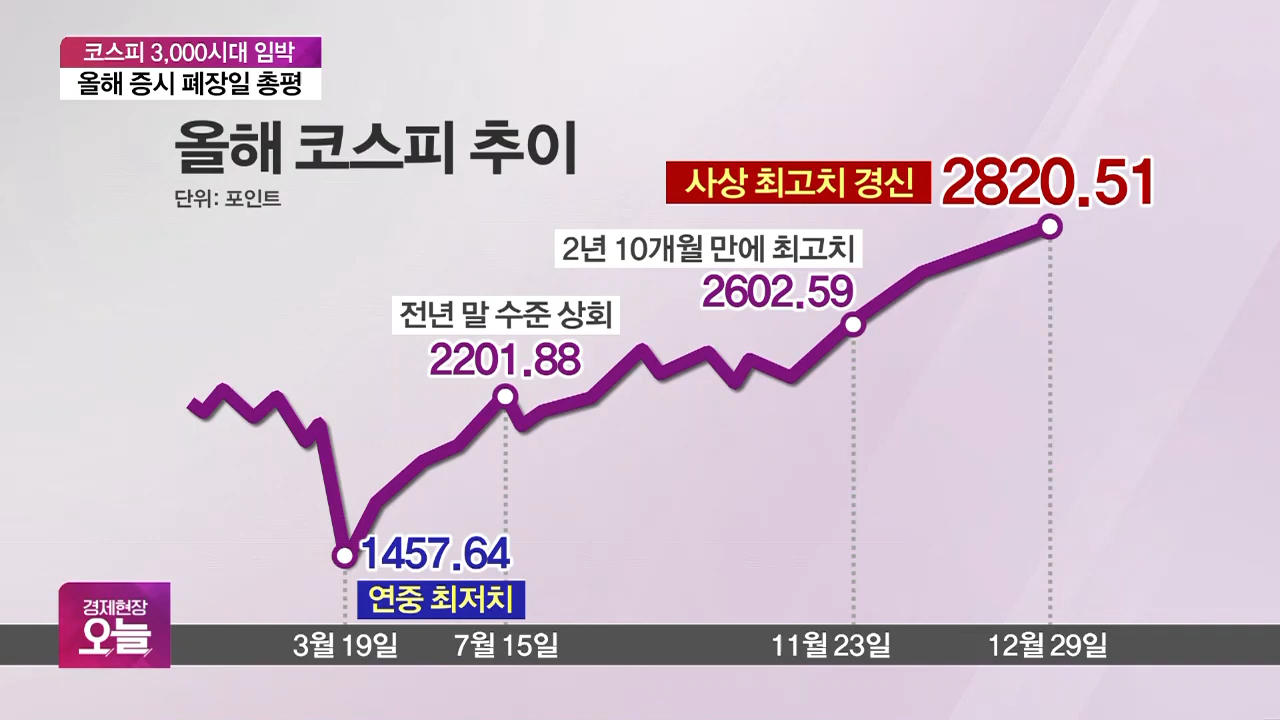 코스피 3,000시대 임박
올해 증시 폐장일 총평
올해 코스피 추이
단위: 포인트
사상 최고치 경신 2820.51
2년 10개월 만에 최고치
2602.59
전년 말 수준 상회
2201.88
1457.64
연중 최저치
경제현장
오늘
3월 19일 7월 15일 11월 23일 12월 29일